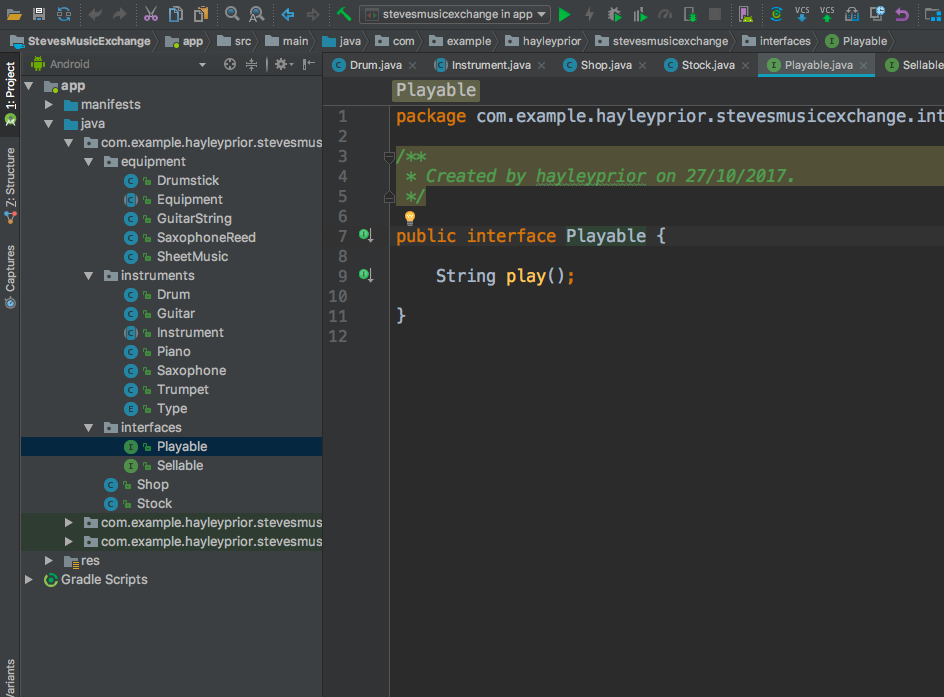 stevesmusicexchange in app
VCS VCS
StevesMusicExchange app src main java com example hayleyprior stevesmusicexchange interfaces Playable
Android
Drum.java Instrument.java Shop.java Stock.java Playable.java Sellable
1: Project
Z: Structure
Captures
Variants
app
manifests
java
com.example.hayleyprior.stevesmus
equipment
Drumstick
Equipment
GuitarString
SaxophoneReed
SheetMusic
instruments
Drum
Guitar
Instrument
Piano
Saxophone
Trumpet
Type
interfaces
Playable
Sellable
Shop
Stock
com.example.hayleyprior.stevesmus
com.example.hayleyprior.stevesmus
res
Gradle Scripts
Playable
1 package com.example.hayleyprior.stevesmusicexchange.int
2
3 /**
4 * Created by hayleyprior on 27/10/2017.
5 */
6
7 public interface Playable {
8
9 String play();
10
11 }
12